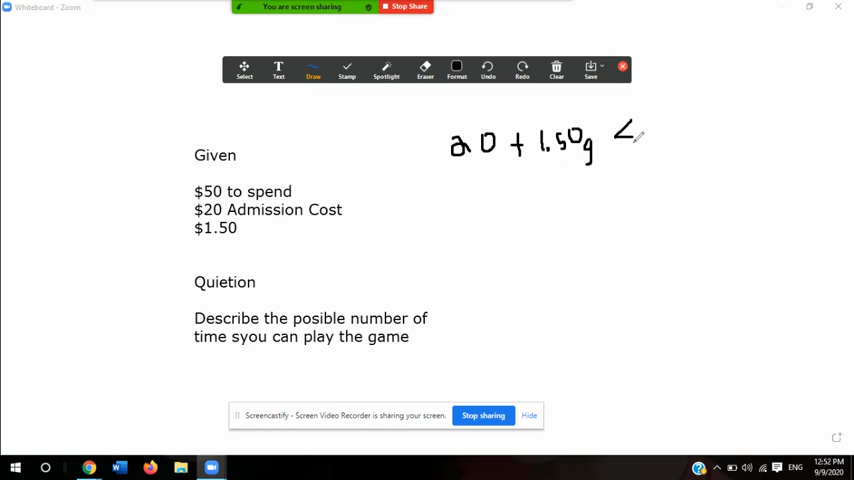 Whiteboard - Zoom
You are screen sharing
Stop Share
Select
Text
Draw
Stamp
Spotlight
Eraser
Format
Undo
Redo
Clear
Save
20 + 1.50g <
Given
$50 to spend
$20 Admission Cost
$1.50
Quietion
Describe the posible number of
time syou can play the game
Screencastify - Screen Video Recorder is sharing your screen.
Stop sharing
Hide
12:52 PM
ENG
9/9/2020